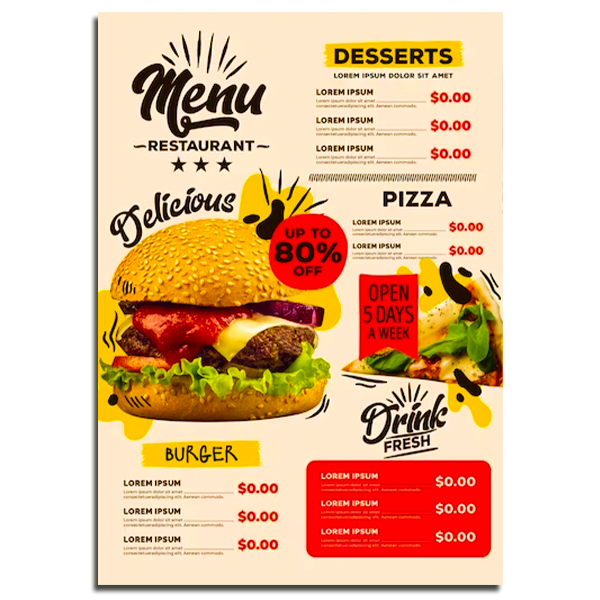 Menu
RESTAURANT
Delicious
UP TO
80%
OFF
DESSERTS
LOREM IPSUM DOLOR SIT AMET
LOREM IPSUM
Lorem ipsum dolor sit amet $0.00
consectetueradipiscing elit. Aenean commodo.
LOREM IPSUM
Lorem ipsum dolor sit amet $0.00
consectetueradipiscing elit. Aenean commodo.
LOREM IPSUM
Lorem ipsum dolor sit amet $0.00
consectetueradipiscing elit. Aenean commodo.
PIZZA
LOREM IPSUM
Lorem ipsum dolor sit amet $0.00
consectetueradipiscing elit. Aenean commodo.
LOREM IPSUM
Lorem ipsum dolor sit amet $0.00
consectetueradipiscing elit. Aenean commodo.
OPEN
5 DAYS
A WEEK
BURGER
LOREM IPSUM
Lorem ipsum dolor sit amet $0.00
consectetueradipiscing elit. Aenean commodo.
LOREM IPSUM
Lorem ipsum dolor sit amet $0.00
consectetueradipiscing elit. Aenean commodo.
LOREM IPSUM
Lorem ipsum dolor sit amet $0.00
consectetueradipiscing elit. Aenean commodo.
Drink
FRESH
LOREM IPSUM
Lorem ipsum dolor sit amet $0.00
consectetueradipiscing elit. Aenean commodo.
LOREM IPSUM
Lorem ipsum dolor sit amet $0.00
consectetueradipiscing elit. Aenean commodo.
LOREM IPSUM
Lorem ipsum dolor sit amet $0.00
consectetueradipiscing elit. Aenean commodo.